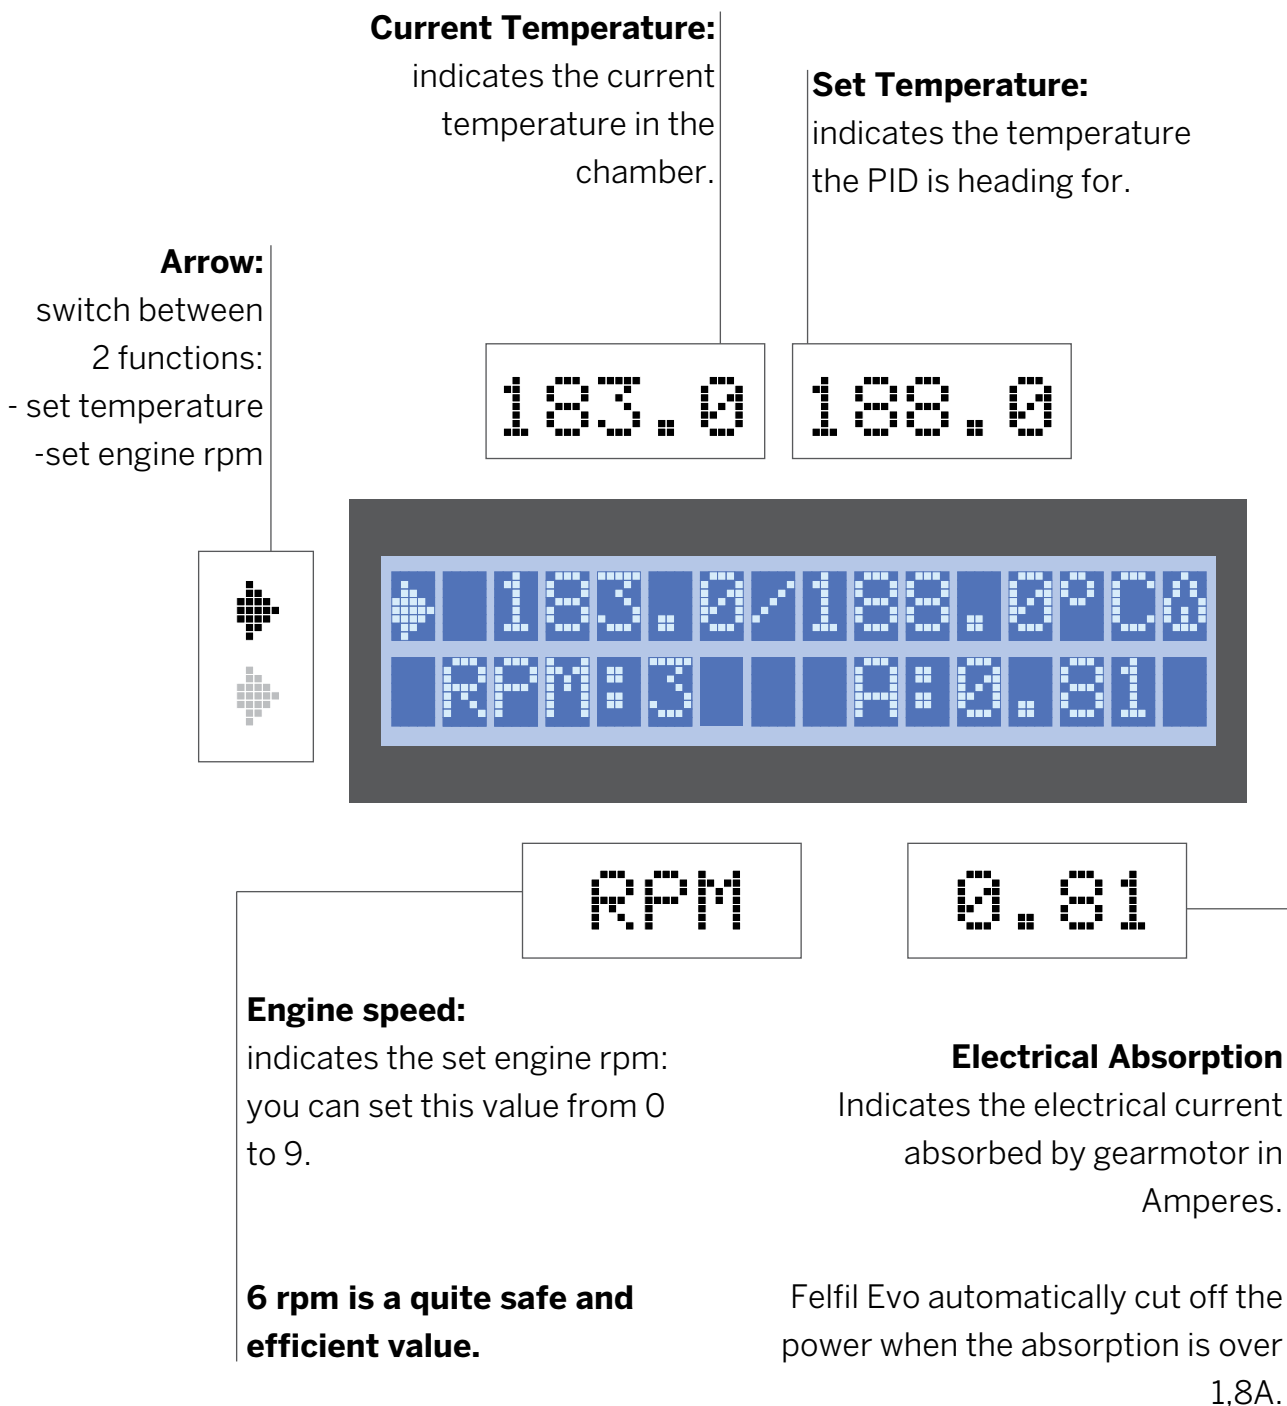 Current Temperature:
indicates the current
temperature in the
chamber.
Set Temperature:
indicates the temperature
the PID is heading for.
Arrow:
switch between
2 functions:
- set temperature
-set engine rpm
183.0
188.0
183.0/188.0°C
RPM:3 A:0.81
RPM
0.81
Engine speed:
indicates the set engine rpm:
you can set this value from 0
to 9.
6 rpm is a quite safe and
efficient value.
Electrical Absorption
Indicates the electrical current
absorbed by gearmotor in
Amperes.
Felfil Evo automatically cut off the
power when the absorption is over
1,8A.